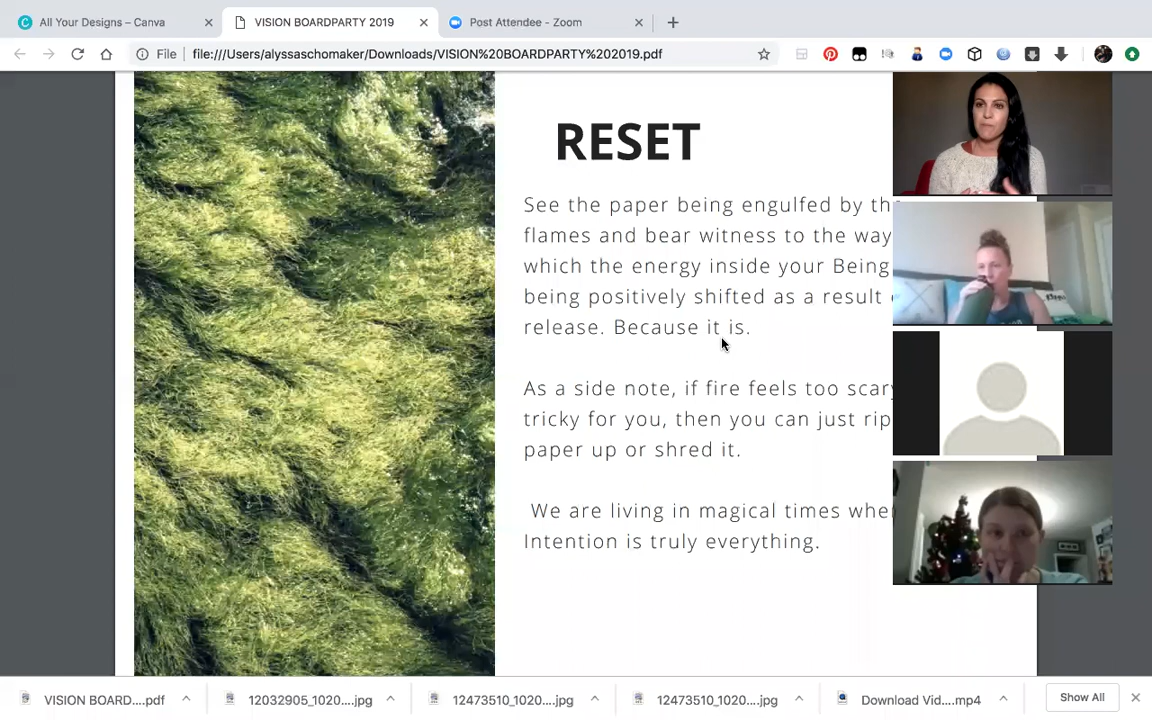 All Your Designs – Canva
VISION BOARDPARTY 2019
Post Attendee - Zoom
File
file:///Users/alyssaschomaker/Downloads/VISION%20BOARDPARTY%202019.pdf
RESET
See the paper being engulfed by the
flames and bear witness to the way
which the energy inside your Being
being positively shifted as a result
release. Because it is.
As a side note, if fire feels too scary
tricky for you, then you can just rip
paper up or shred it.
We are living in magical times when
Intention is truly everything.
VISION BOARD....pdf
12032905_1020....jpg
12473510_1020....jpg
12473510_1020....jpg
Download Vid....mp4
Show All